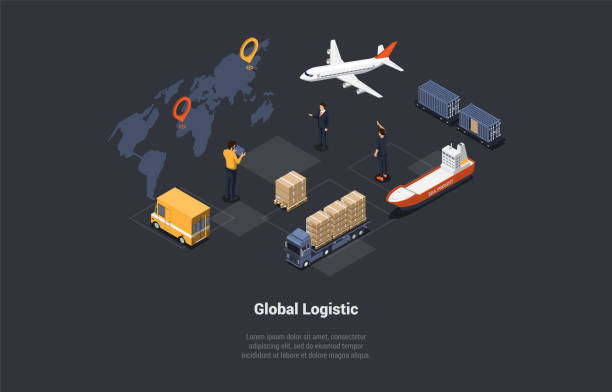 Global Logistic
Lorem ipsum dolor sit amet, consectetur
adipiscing elit, sed do eiusmod tempor
incididunt ut labore et dolore magna aliqua.